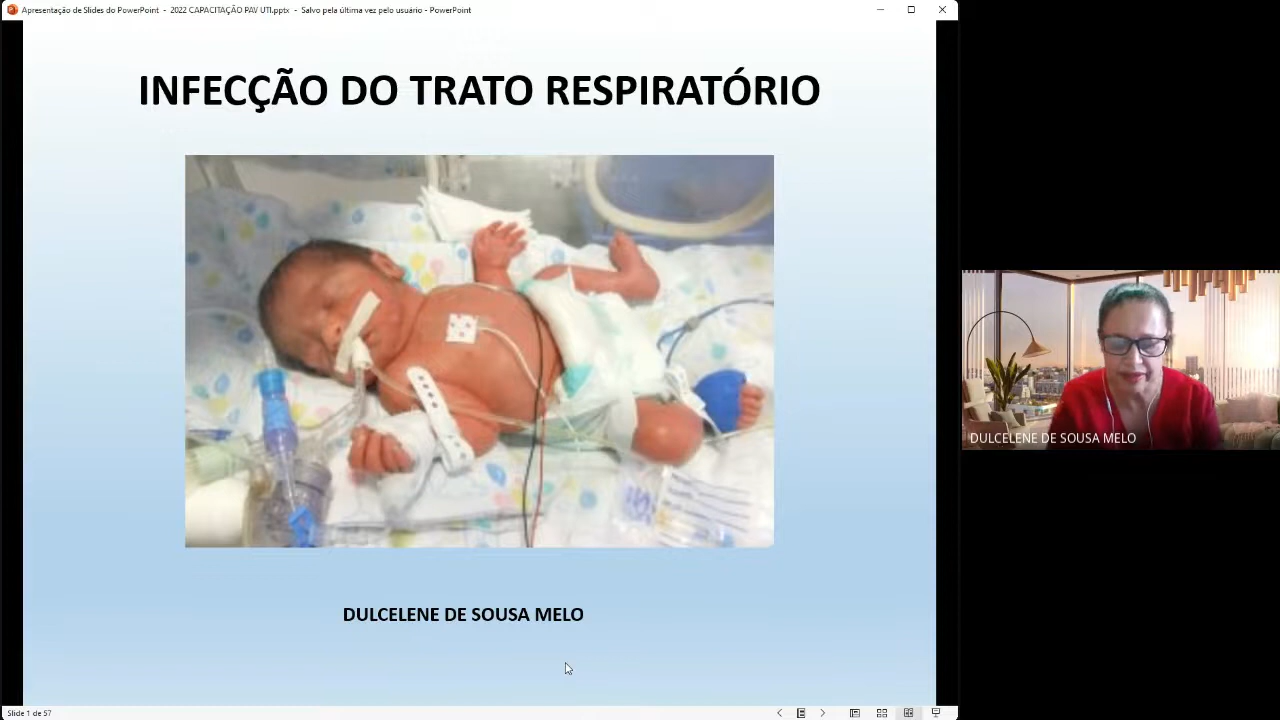 Apresentação de Slides do PowerPoint - 2022 CAPACITAÇÃO PAV UTI.pptx - Salvo pela última vez pelo usuário - PowerPoint
INFECÇÃO DO TRATO RESPIRATÓRIO
DULCELENE DE SOUSA MELO
DULCELENE DE SOUSA MELO
Slide 1 de 57